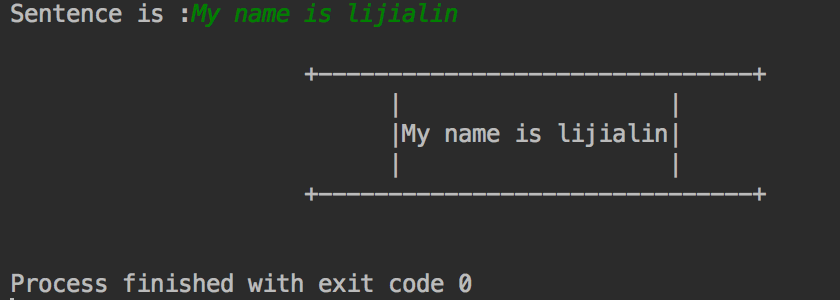 Sentence is :My name is lijialin
                     +-------------------------------+
                           |                   |
                           |My name is lijialin|
                           |                   |
                     +-------------------------------+
Process finished with exit code 0